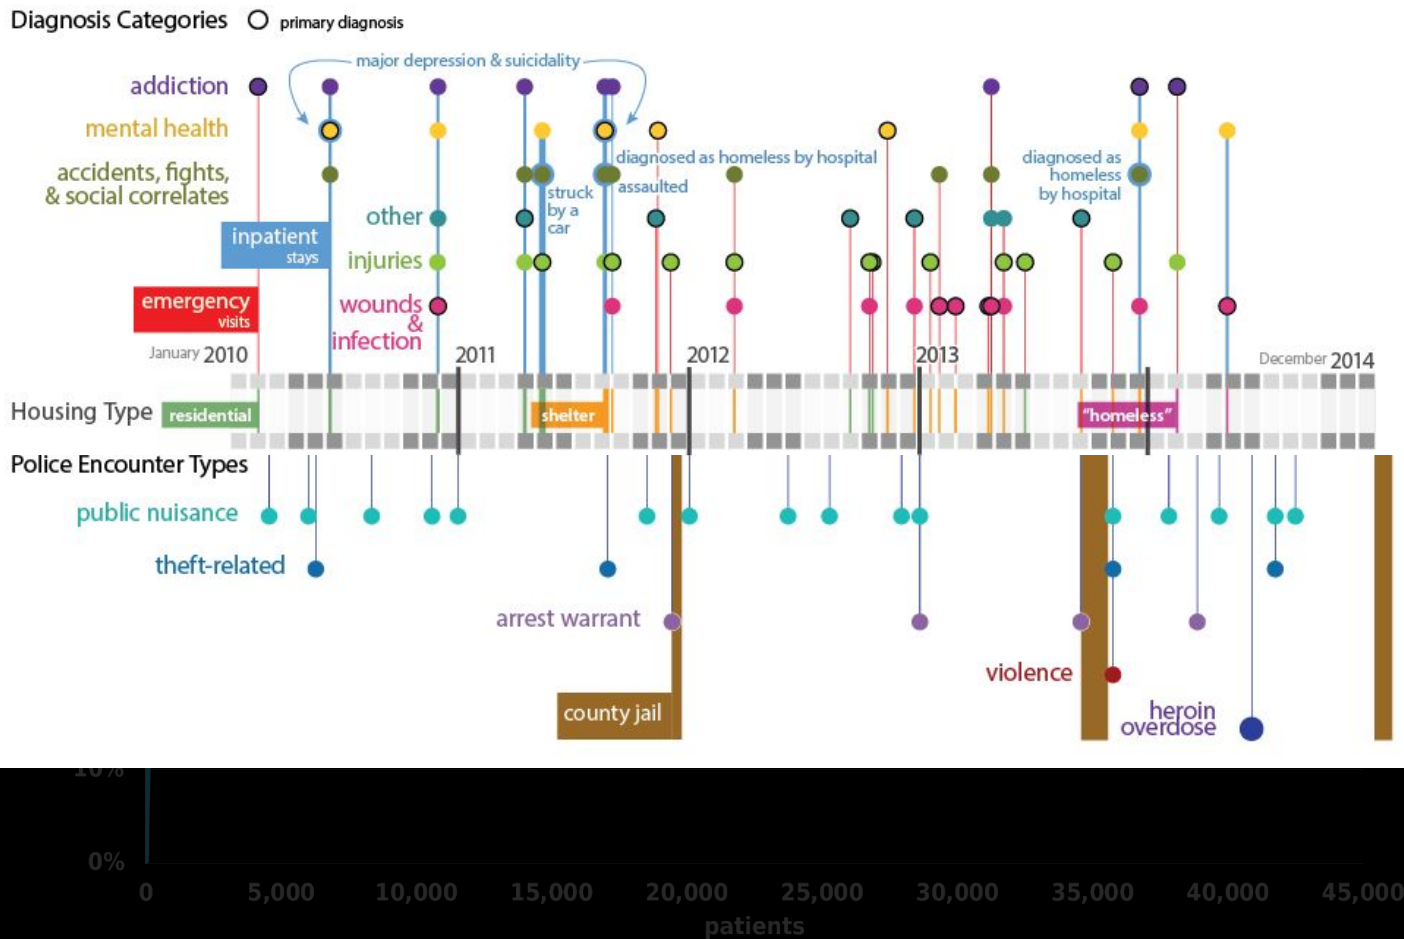 Diagnosis Categories primary diagnosis
major depression & suicidality
addiction
mental health
diagnosed as homeless by hospital
accidents, fights,
& social correlates
assaulted
struck
by a
car
diagnosed as
homeless
by hospital
other
inpatient
stays
injuries
emergency
visits
wounds
&
infection
January 2010
2011
2012
2013
December 2014
Housing Type
residential
shelter
"homeless"
Police Encounter Types
public nuisance
theft-related
arrest warrant
violence
county jail
heroin
overdose
10%
0%
0 5,000 10,000 15,000 20,000 25,000 30,000 35,000 40,000 45,000
patients